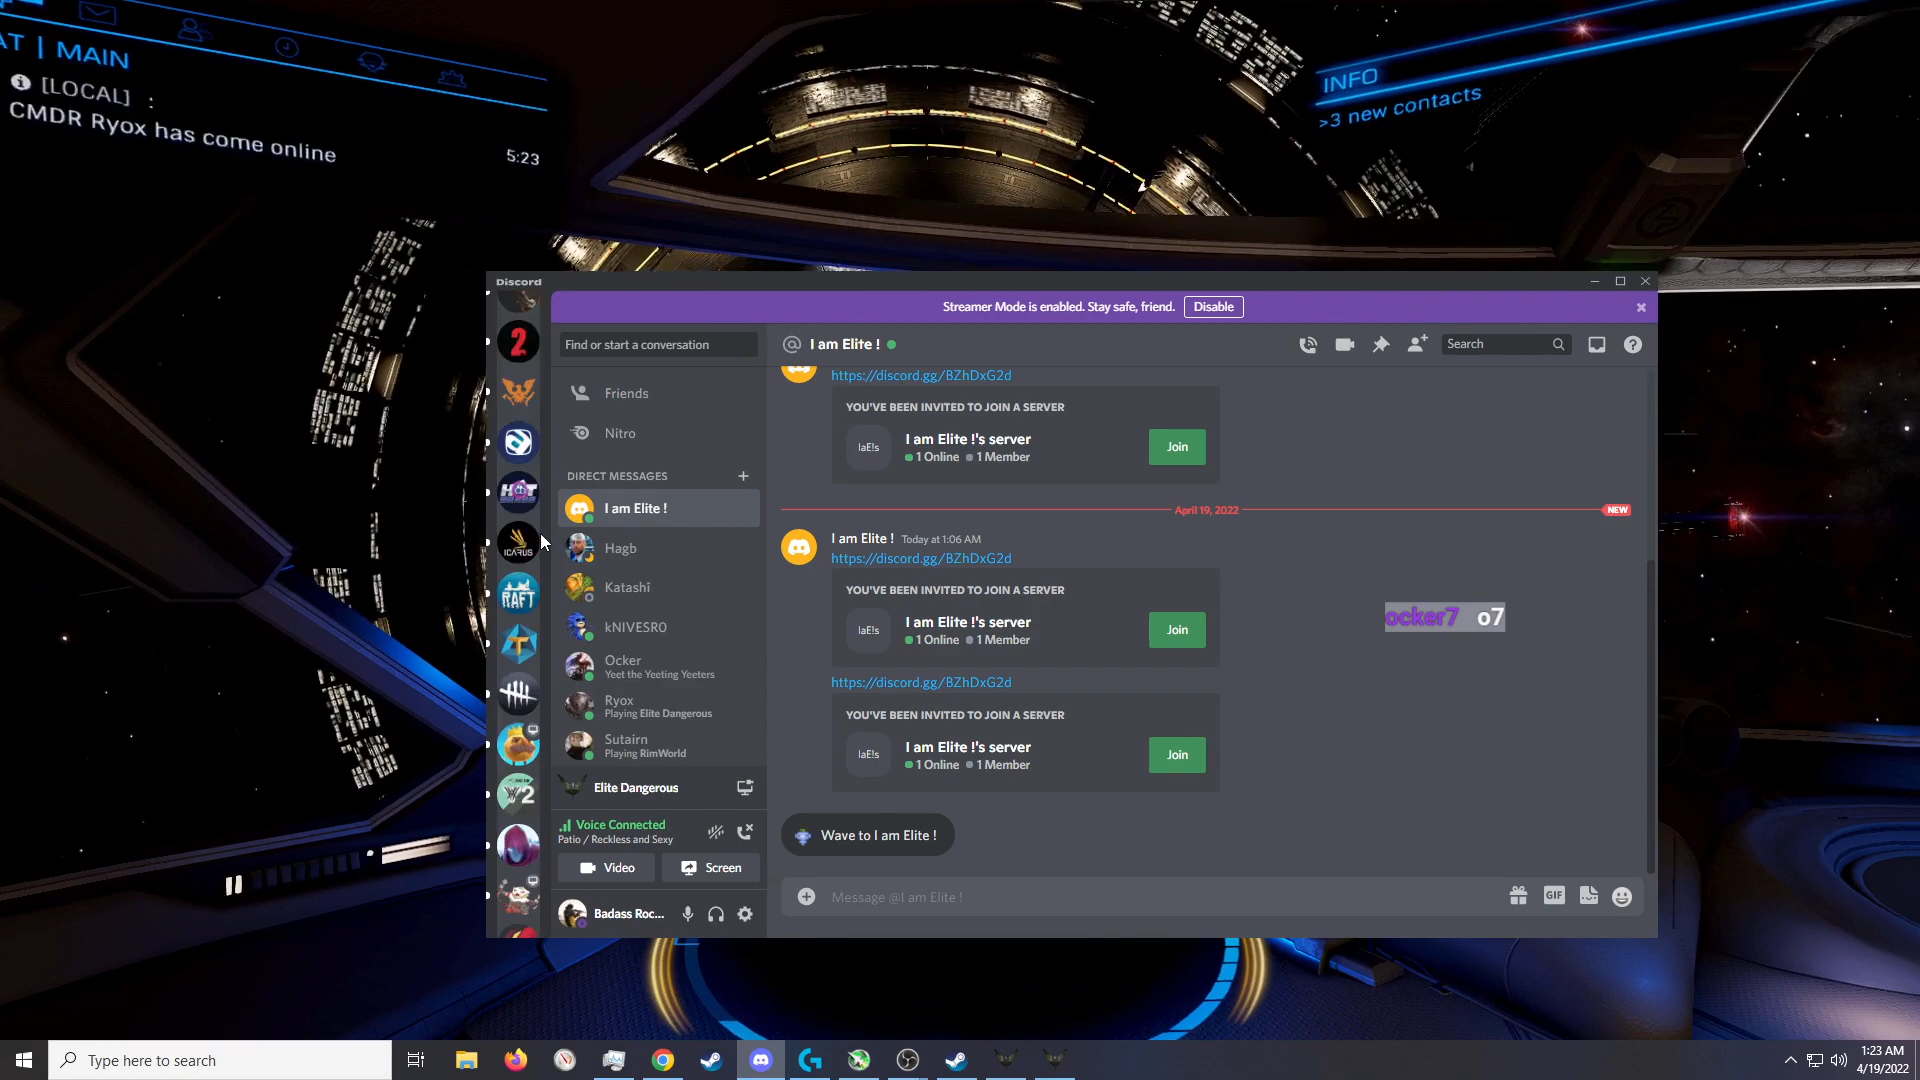 AT | MAIN
[LOCAL] :
CMDR Ryox has come online
5:23
INFO
>3 new contacts
Discord
Streamer Mode is enabled. Stay safe, friend.
Disable
Find or start a conversation
I am Elite !
Search
Friends
Nitro
DIRECT MESSAGES
I am Elite !
Hagb
Katashî
kNIVESR0
Ocker
Yeet the Yeeting Yeeters
Ryox
Playing Elite Dangerous
Sutairn
Playing RimWorld
Elite Dangerous
Voice Connected
Patio / Reckless and Sexy
Video
Screen
Badass Roc...
2
HOT
ICARUS
RAFT
https://discord.gg/BZhDxG2d
YOU'VE BEEN INVITED TO JOIN A SERVER
IaE!s
I am Elite !'s server
1 Online 1 Member
Join
April 19, 2022
NEW
I am Elite ! Today at 1:06 AM
https://discord.gg/BZhDxG2d
YOU'VE BEEN INVITED TO JOIN A SERVER
IaE!s
I am Elite !'s server
1 Online 1 Member
Join
https://discord.gg/BZhDxG2d
YOU'VE BEEN INVITED TO JOIN A SERVER
IaE!s
I am Elite !'s server
1 Online 1 Member
Join
Wave to I am Elite !
Message @I am Elite !
GIF
ocker7 o7
Type here to search
1:23 AM
4/19/2022